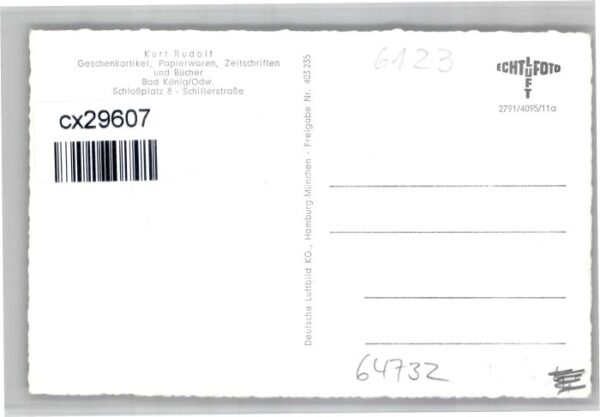 Kurt Rudolf
Geschenkartikel, Papierwaren, Zeitschriften
und Bücher
Bad König/Odw.
Schloßplatz 8 - Schillerstraße
cx29607
Deutsche Luftbild KG., Hamburg-München - Freigabe Nr. 403 235
6123
ECHT LUFT FOTO
2791/4095/11a
64732